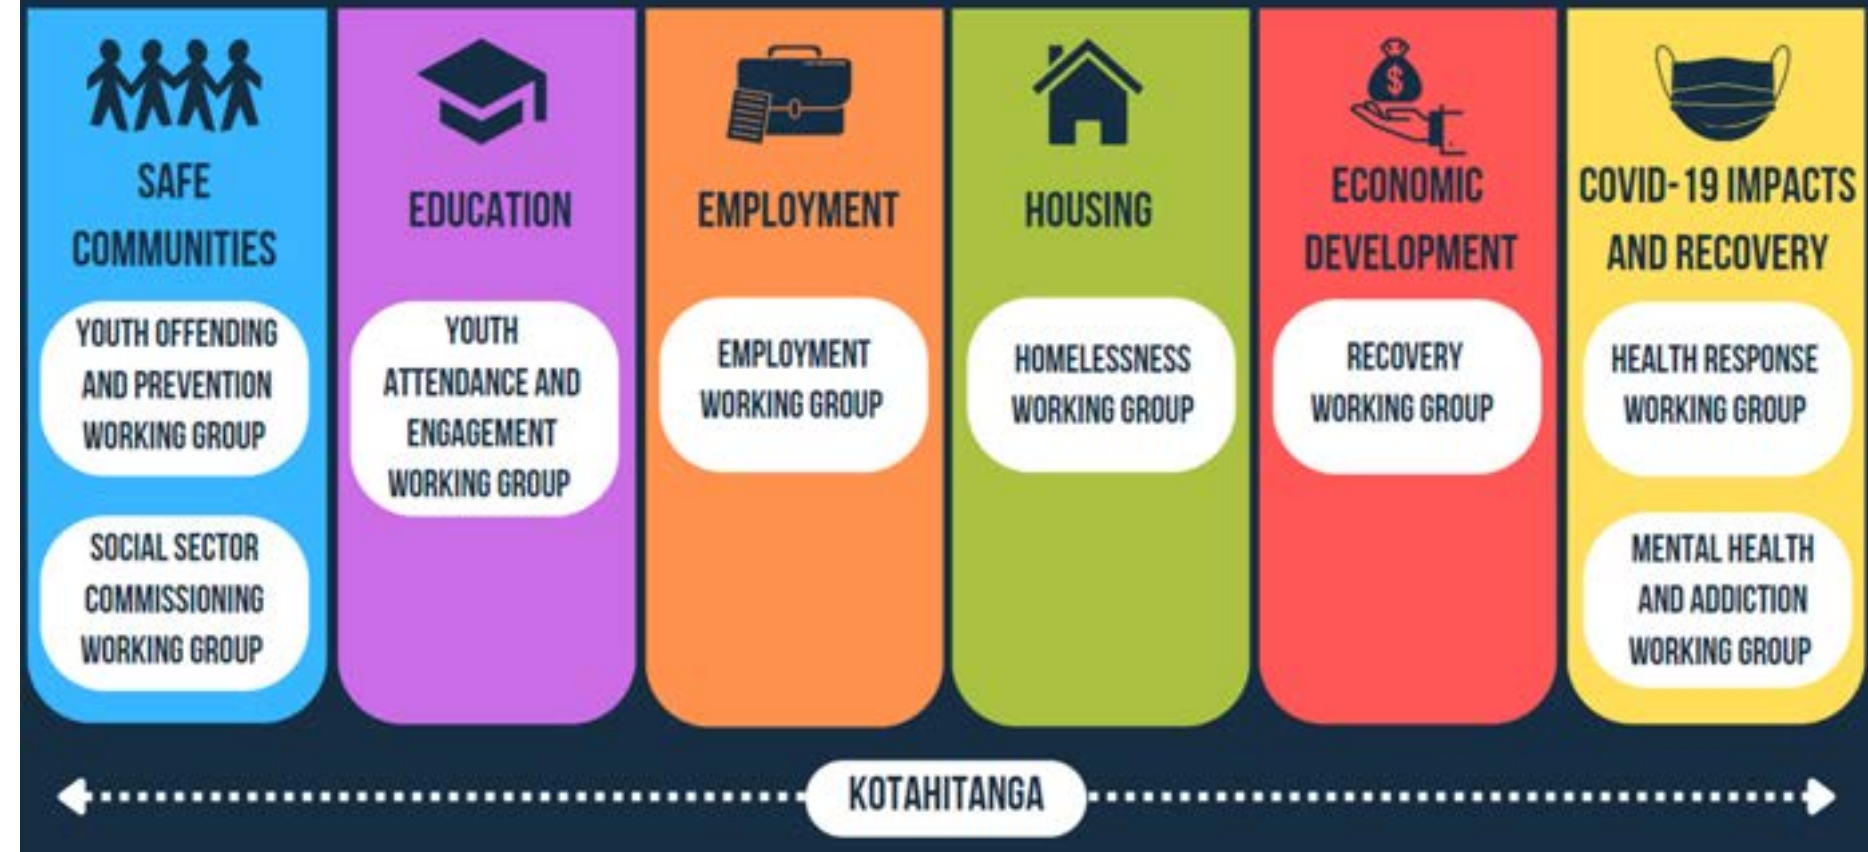 SAFE
COMMUNITIES
YOUTH OFFENDING
AND PREVENTION
WORKING GROUP
SOCIAL SECTOR
COMMISSIONING
WORKING GROUP
EDUCATION
YOUTH
ATTENDANCE AND
ENGAGEMENT
WORKING GROUP
EMPLOYMENT
EMPLOYMENT
WORKING GROUP
HOUSING
HOMELESSNESS
WORKING GROUP
$
ECONOMIC
DEVELOPMENT
RECOVERY
WORKING GROUP
COVID-19 IMPACTS
AND RECOVERY
HEALTH RESPONSE
WORKING GROUP
MENTAL HEALTH
AND ADDICTION
WORKING GROUP
KOTAHITANGA